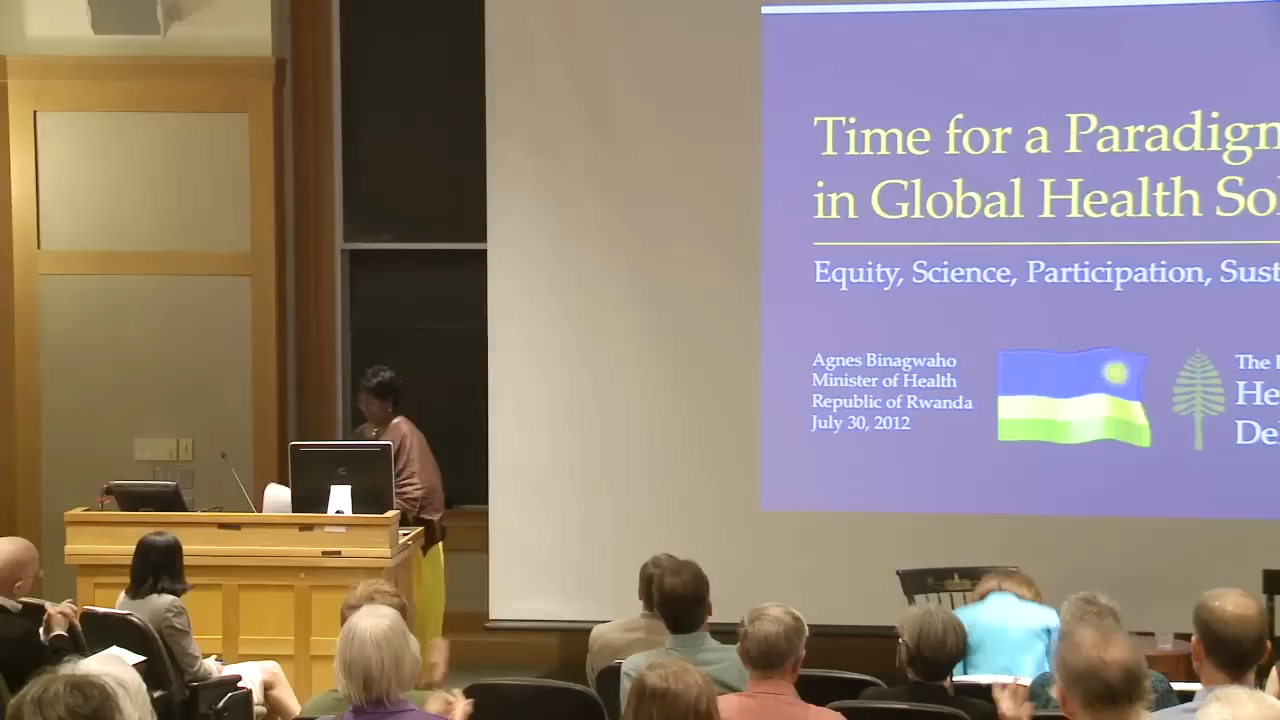 Time for a Paradigm
in Global Health So
Equity, Science, Participation, Sust
Agnes Binagwaho
Minister of Health
Republic of Rwanda
July 30, 2012
The
He
De